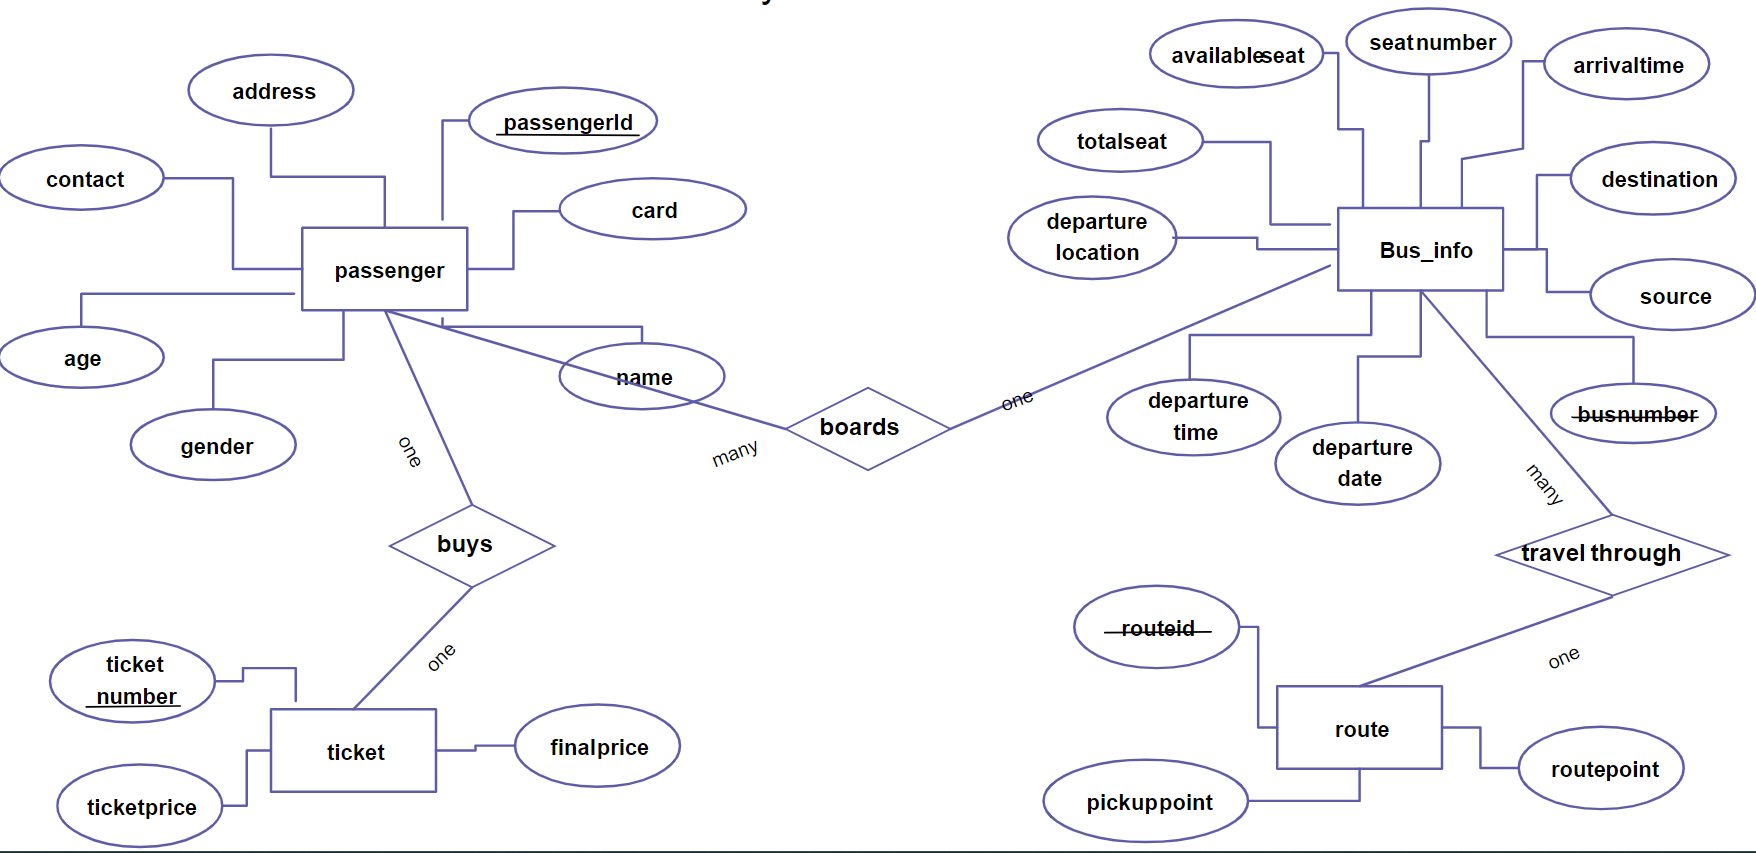 address
passengerId
contact
card
passenger
age
name
gender
one
many
boards
one
buys
one
ticket
number
ticket
finalprice
ticketprice
availableseat
seatnumber
arrivaltime
totalseat
destination
departure
location
Bus_info
source
departure
time
busnumber
departure
date
many
travel through
routeid
one
route
routepoint
pickuppoint